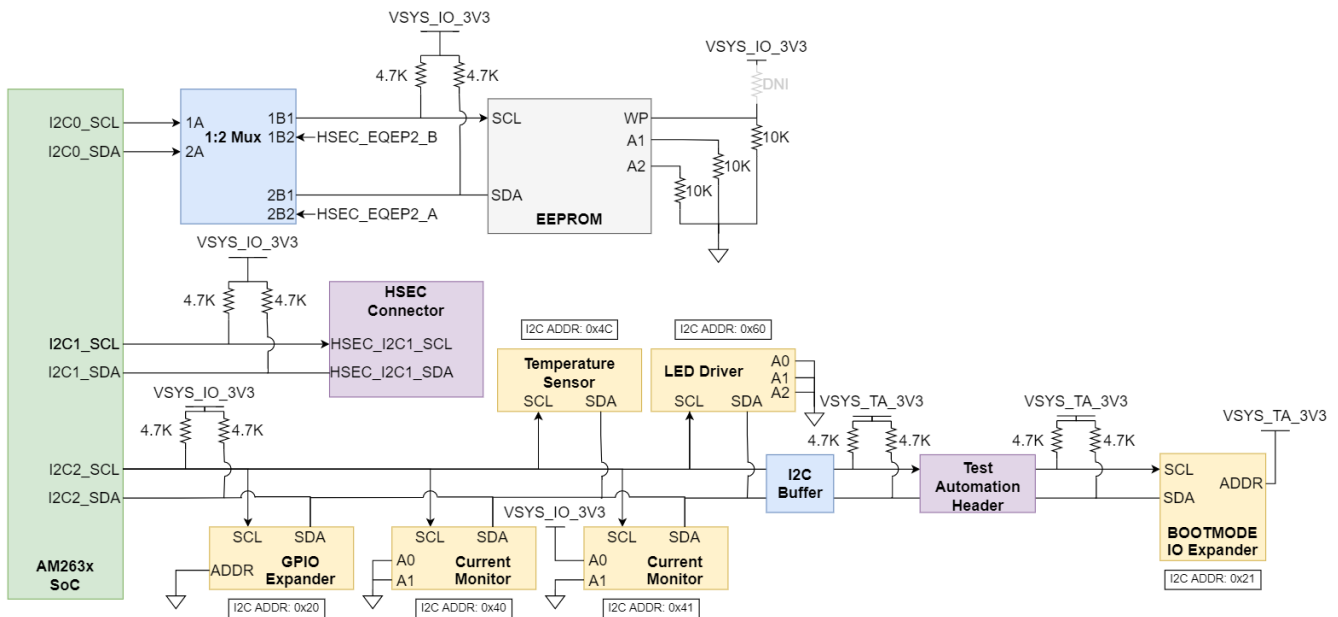 VSYS_IO_3V3
4.7K
4.7K
VSYS_IO_3V3
DNI
I2C0_SCL
I2C0_SDA
1A
2A
1:2 Mux
1B1
1B2
2B1
2B2
HSEC_EQEP2_B
HSEC_EQEP2_A
SCL
SDA
WP
A1
A2
EEPROM
10K
10K
10K
VSYS_IO_3V3
4.7K
4.7K
HSEC
Connector
HSEC_I2C1_SCL
HSEC_I2C1_SDA
I2C1_SCL
I2C1_SDA
VSYS_IO_3V3
4.7K
4.7K
I2C2_SCL
I2C2_SDA
AM263x
SoC
I2C ADDR: 0x4C
Temperature
Sensor
SCL
SDA
I2C ADDR: 0x60
LED Driver
A0
A1
A2
SCL
SDA
VSYS_TA_3V3
4.7K
4.7K
I2C
Buffer
VSYS_TA_3V3
4.7K
4.7K
Test
Automation
Header
VSYS_TA_3V3
SCL
SDA
ADDR
BOOTMODE
IO Expander
I2C ADDR: 0x21
SCL
SDA
ADDR
GPIO
Expander
I2C ADDR: 0x20
SCL
SDA
A0
A1
Current
Monitor
I2C ADDR: 0x40
VSYS_IO_3V3
SCL
SDA
A0
A1
Current
Monitor
I2C ADDR: 0x41